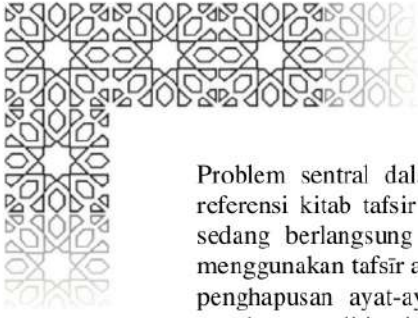 Problem sentral dal
referensi kitab tafsir
sedang berlangsung
menggunakan tafsīr a
penghapusan ayat-ay